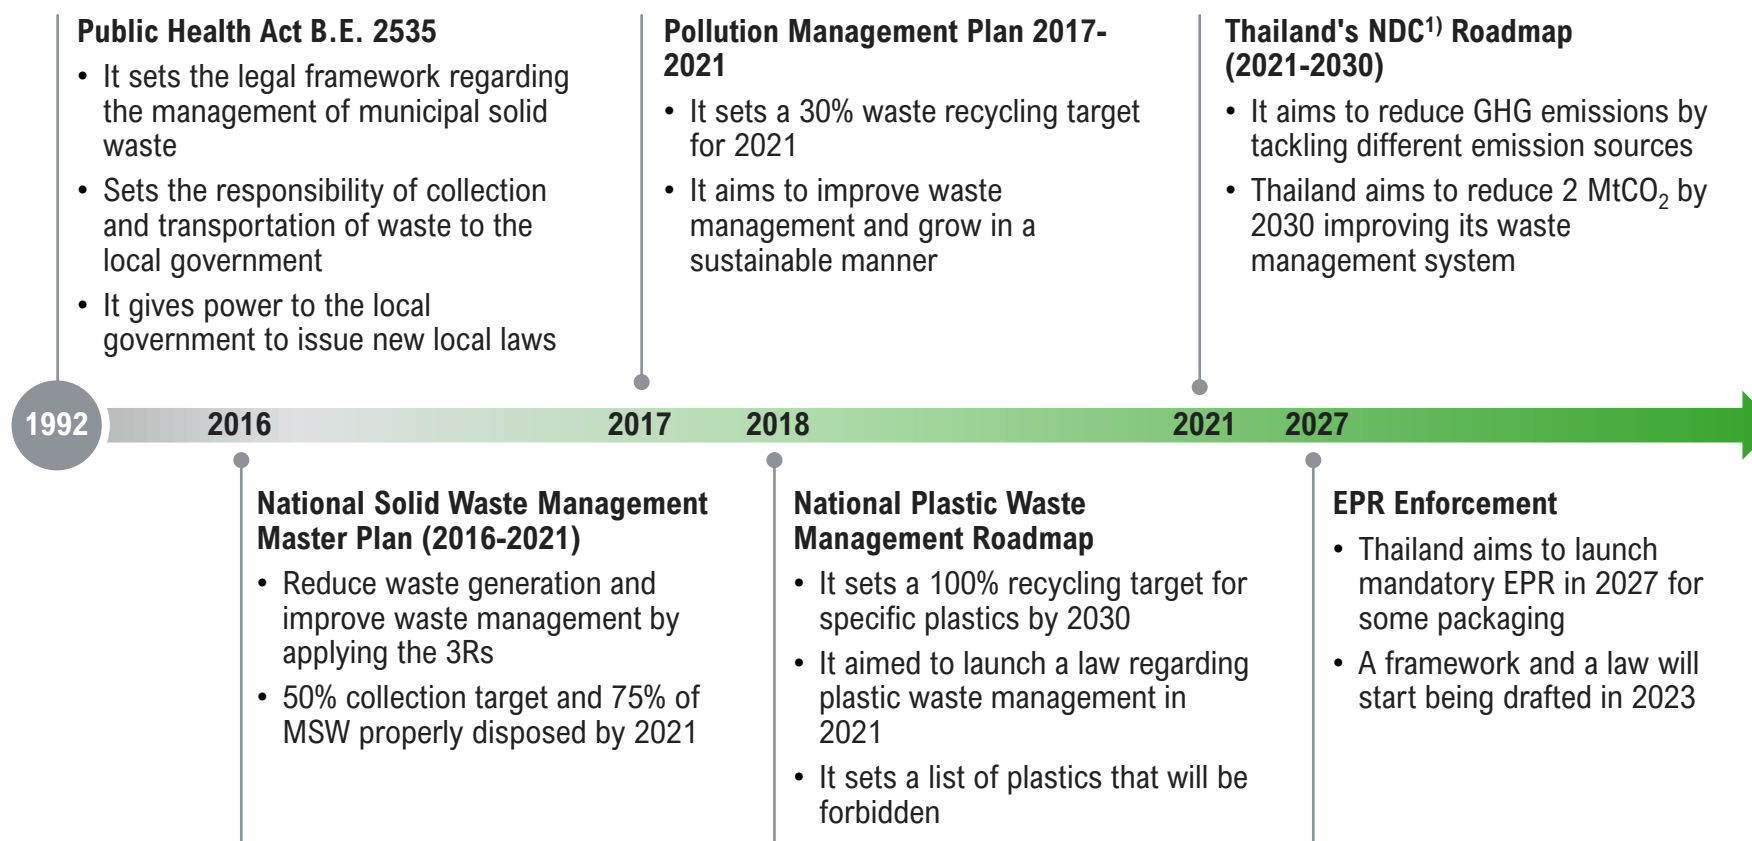 Public Health Act B.E. 2535
• It sets the legal framework regarding
the management of municipal solid
waste
• Sets the responsibility of collection
and transportation of waste to the
local government
• It gives power to the local
government to issue new local laws
Pollution Management Plan 2017-
2021
• It sets a 30% waste recycling target
for 2021
• It aims to improve waste
management and grow in a
sustainable manner
Thailand's NDC1) Roadmap
(2021-2030)
• It aims to reduce GHG emissions by
tackling different emission sources
• Thailand aims to reduce 2 MtCO2 by
2030 improving its waste
management system
1992 2016 2017 2018 2021 2027
National Solid Waste Management
Master Plan (2016-2021)
• Reduce waste generation and
improve waste management by
applying the 3Rs
• 50% collection target and 75% of
MSW properly disposed by 2021
National Plastic Waste
Management Roadmap
• It sets a 100% recycling target for
specific plastics by 2030
• It aimed to launch a law regarding
plastic waste management in
2021
• It sets a list of plastics that will be
forbidden
EPR Enforcement
• Thailand aims to launch
mandatory EPR in 2027 for
some packaging
• A framework and a law will
start being drafted in 2023